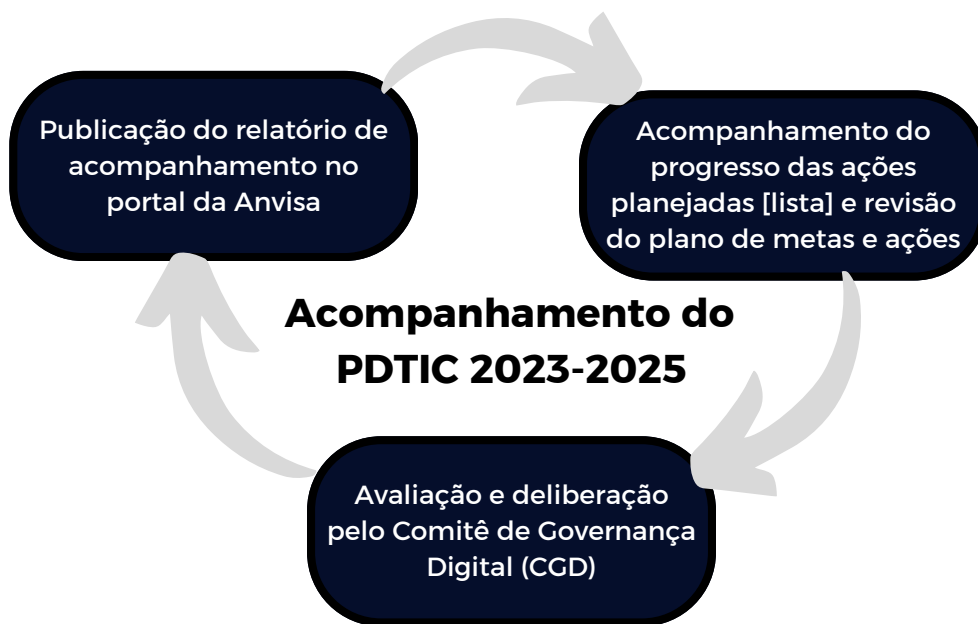 Publicação do relatório de
acompanhamento no
portal da Anvisa
Acompanhamento do
progresso das ações
planejadas [lista] e revisão
do plano de metas e ações
Acompanhamento do
PDTIC 2023-2025
Avaliação e deliberação
pelo Comitê de Governança
Digital (CGD)